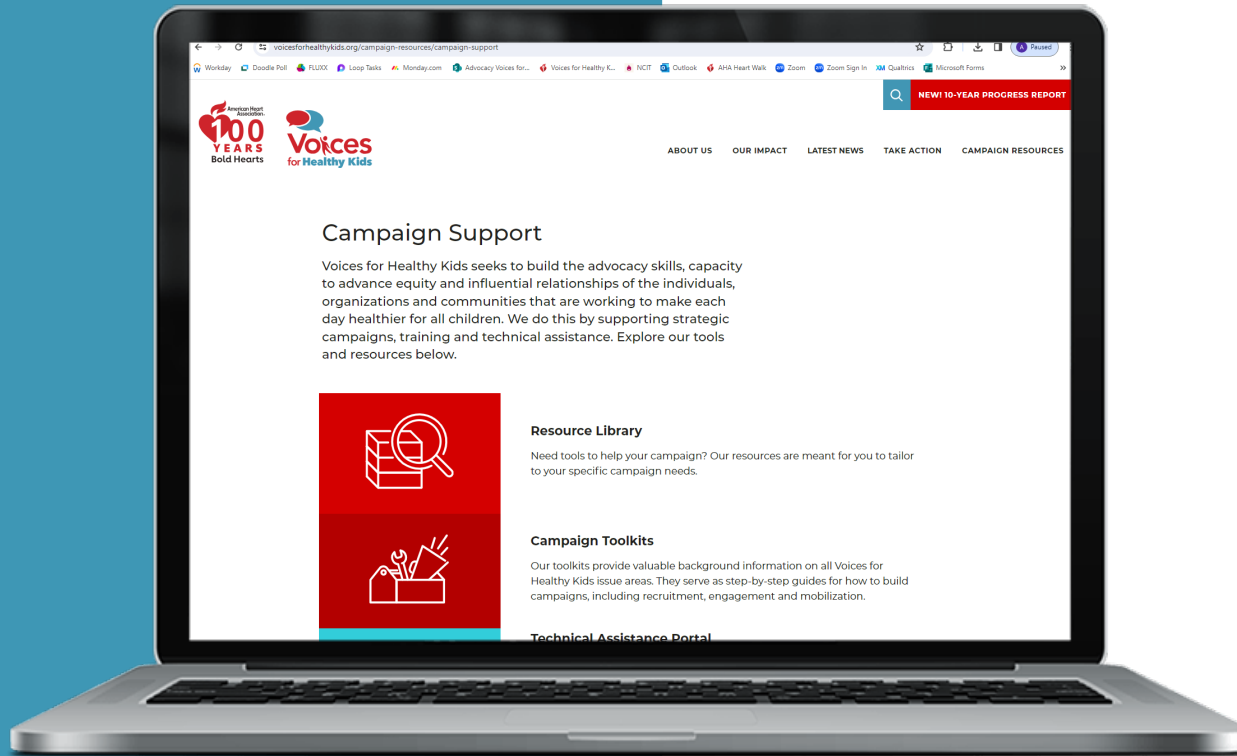 voicesforhealthykids.org/campaign-resources/campaign-support
A Paused
Workday Doodle Poll FLUXX Loop Tasks Monday.com Advocacy Voices for... Voices for Healthy K... NCIT Outlook AHA Heart Walk Zoom Zoom Sign In XM Qualtrics Microsoft Forms »
NEW! 10-YEAR PROGRESS REPORT
American Heart
Association.
100
YEARS
Bold Hearts
Voices
for Healthy Kids
ABOUT US OUR IMPACT LATEST NEWS TAKE ACTION CAMPAIGN RESOURCES
Campaign Support
Voices for Healthy Kids seeks to build the advocacy skills, capacity
to advance equity and influential relationships of the individuals,
organizations and communities that are working to make each
day healthier for all children. We do this by supporting strategic
campaigns, training and technical assistance. Explore our tools
and resources below.
Resource Library
Need tools to help your campaign? Our resources are meant for you to tailor
to your specific campaign needs.
Campaign Toolkits
Our toolkits provide valuable background information on all Voices for
Healthy Kids issue areas. They serve as step-by-step guides for how to build
campaigns, including recruitment, engagement and mobilization.
Technical Assistance Portal